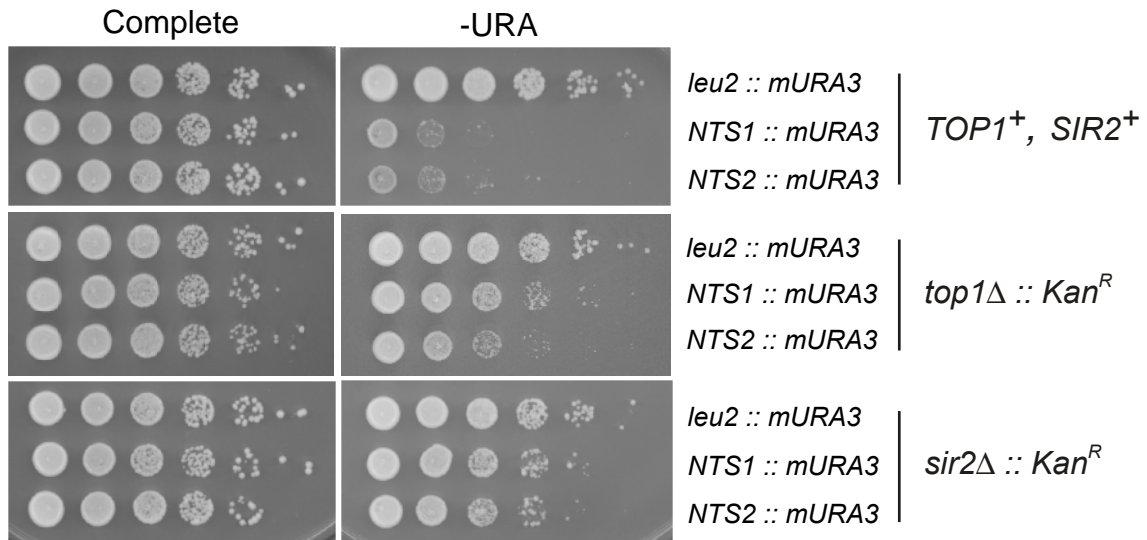 Complete
-URA
leu2 :: mURA3
NTS1 :: mURA3
NTS2 :: mURA3
TOP1⁺, SIR2⁺
leu2 :: mURA3
NTS1 :: mURA3
NTS2 :: mURA3
top1Δ :: Kanᴿ
leu2 :: mURA3
NTS1 :: mURA3
NTS2 :: mURA3
sir2Δ :: Kanᴿ